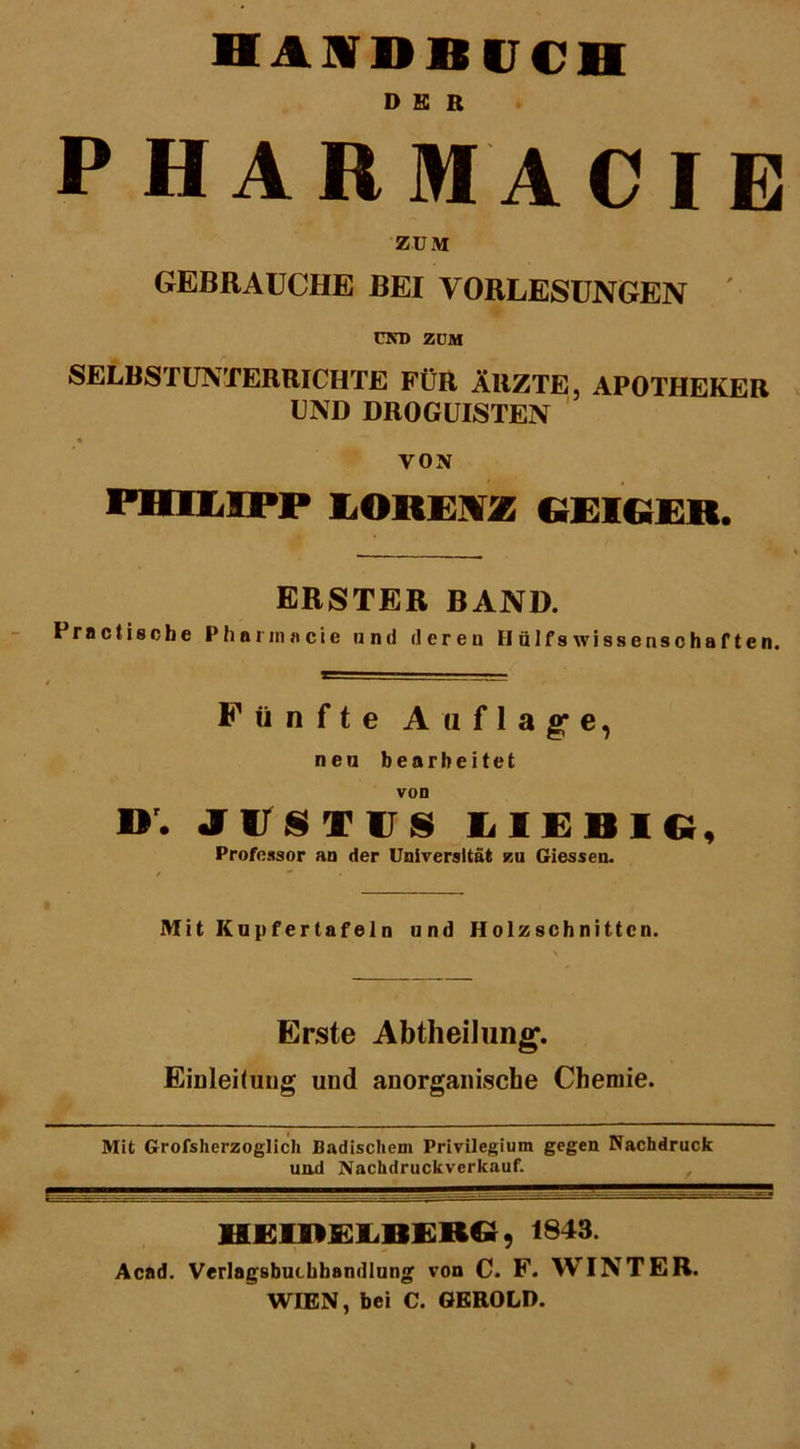 HANDBUCH
DER
PHARMACIE
ZUM
GEBRAUCHE BEI VORLESUNGEN
UND ZUM
SELBSTUNTERRICHTE FÜR ÄRZTE, APOTHEKER
UND DROGUISTEN
VON
PHILIPP LORENZ GEIGER.
ERSTER BAND.
Practische Pharmacie und deren Hülfswissenschaften.
Fünfte Auflage,
neu bearbeitet
von
Dr. JUSTUS LIEBIG,
Professor an der Universität zu Giessen.
Mit Kupfertafeln und Holzschnitten.
Erste Abtheilung.
Einleitung und anorganische Chemie.
Mit Grofsherzoglich Badischem Privilegium gegen Nachdruck
und Nachdruckverkauf.
HEIDELBERG, 1843.
Acad. Verlagsbuchhandlung von C. F. WINTER.
WIEN, bei C. GEROLD.